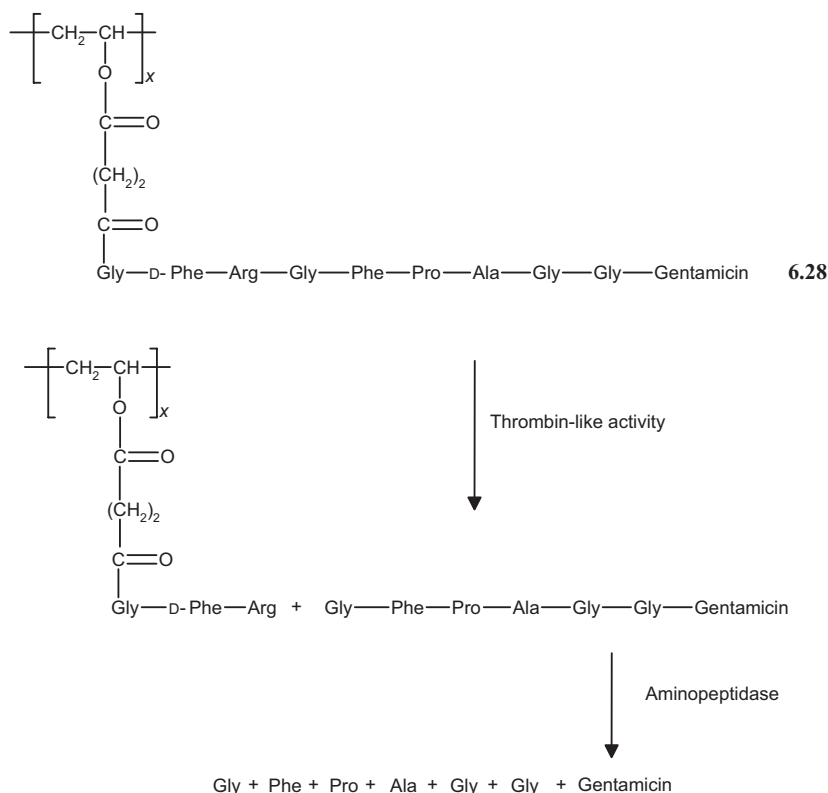 [CH2—CH]x
O
C=O
(CH2)2
C=O
Gly—D- Phe—Arg—Gly—Phe—Pro—Ala—Gly—Gly—Gentamicin 6.28
[CH2—CH]x
O
Thrombin-like activity
C=O
(CH2)2
C=O
Gly—D- Phe—Arg + Gly—Phe—Pro—Ala—Gly—Gly—Gentamicin
Aminopeptidase
Gly + Phe + Pro + Ala + Gly + Gly + Gentamicin